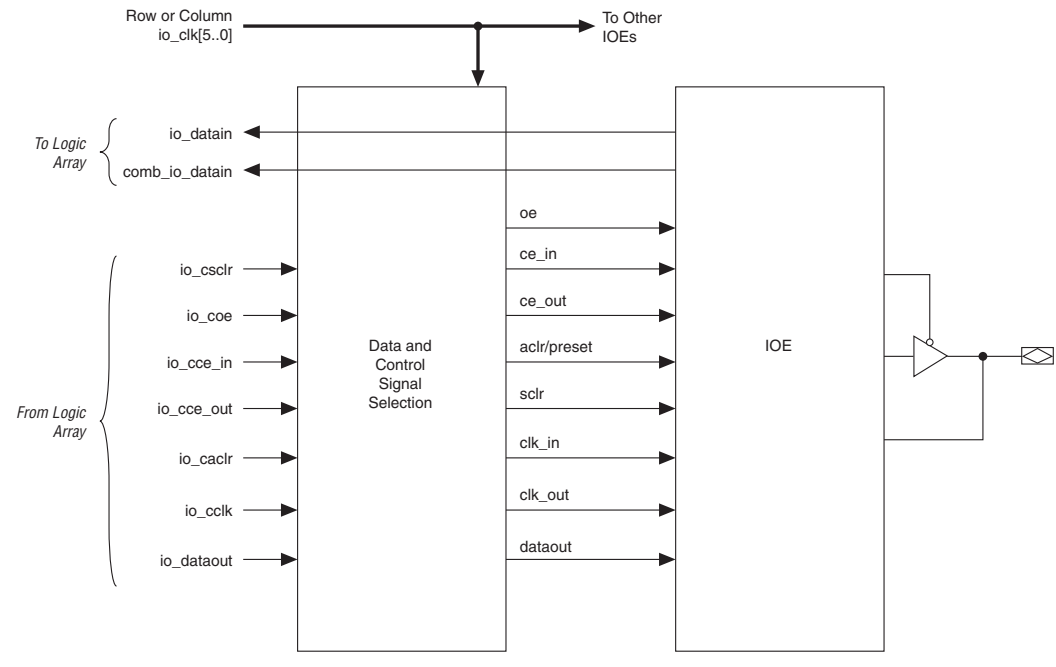 Row or Column
io_clk[5..0]
To Other
IOEs
To Logic
Array
io_datain
comb_io_datain
oe
ce_in
ce_out
aclr/preset
sclr
clk_in
clk_out
dataout
From Logic
Array
io_csclr
io_coe
io_cce_in
io_cce_out
io_caclr
io_cclk
io_dataout
Data and
Control
Signal
Selection
IOE